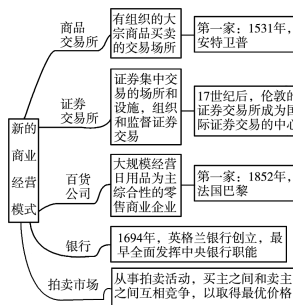 新的
商业
经营
模式
商品
交易所
有组织的大
宗商品买卖
的交易场所
第一家：1531年，
安特卫普
证券
交易所
证券集中交
易的场所和
设施，组织
和监督证券
交易
17世纪后，伦敦的
证券交易所成为国
际证券交易的中心
百货
公司
大规模经营
日用品为主
综合性的零
售商业企业
第一家：1852年，
法国巴黎
银行
1694年，英格兰银行创立，最
早全面发挥中央银行职能
拍卖市场
从事拍卖活动，买主之间和卖主
之间互相竞争，以取得最优价格